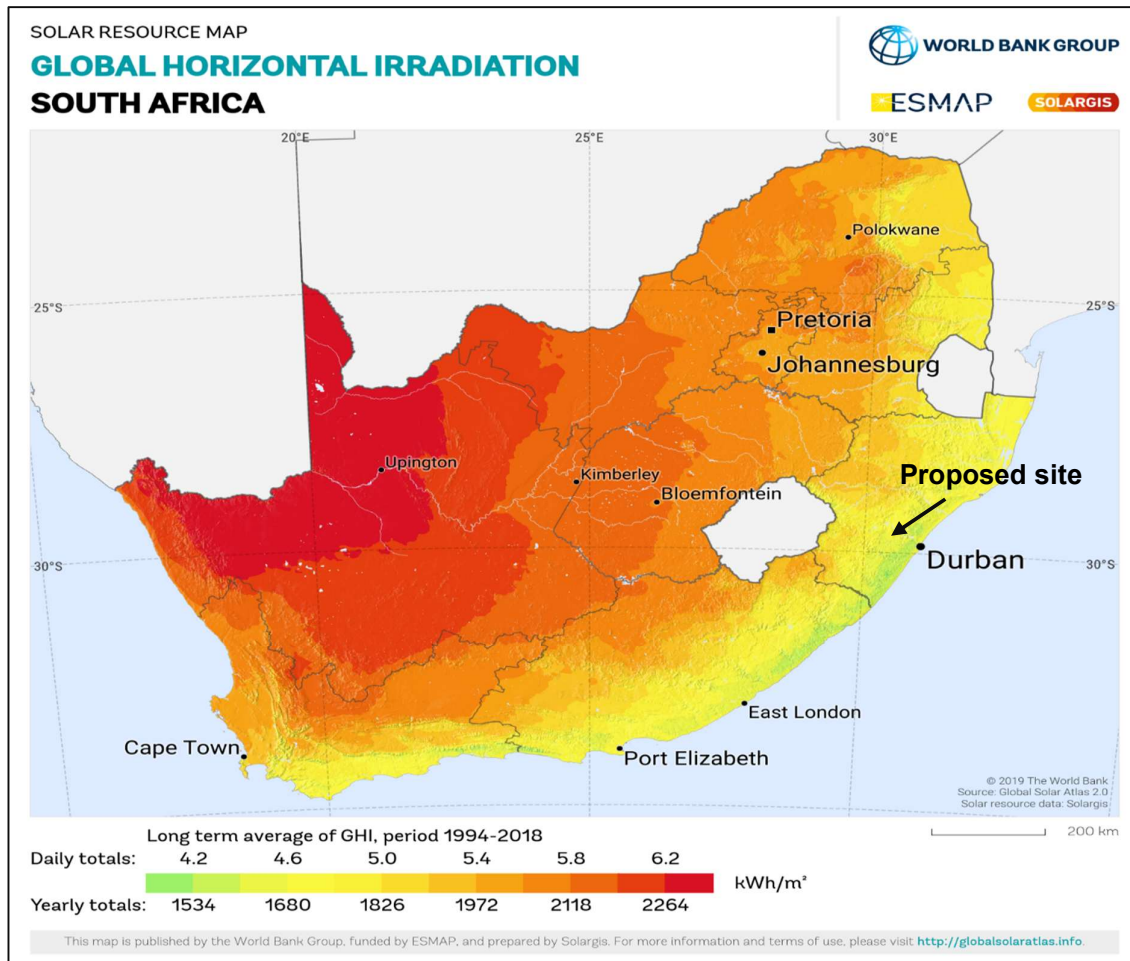 SOLAR RESOURCE MAP
GLOBAL HORIZONTAL IRRADIATION
SOUTH AFRICA
WORLD BANK GROUP
ESMAP
SOLARGIS
20°E
25°E
30°E
Polokwane
25°S
25°S
Pretoria
Johannesburg
Upington
Kimberley
Bloemfontein
Proposed site
Durban
30°S
30°S
East London
Cape Town
Port Elizabeth
© 2019 The World Bank
Source: Global Solar Atlas 2.0
Solar resource data: Solargis
200 km
Long term average of GHI, period 1994-2018
Daily totals: 4.2 4.6 5.0 5.4 5.8 6.2
kWh/m²
Yearly totals: 1534 1680 1826 1972 2118 2264
This map is published by the World Bank Group, funded by ESMAP, and prepared by Solargis. For more information and terms of use, please visit http://globalsolaratlas.info.